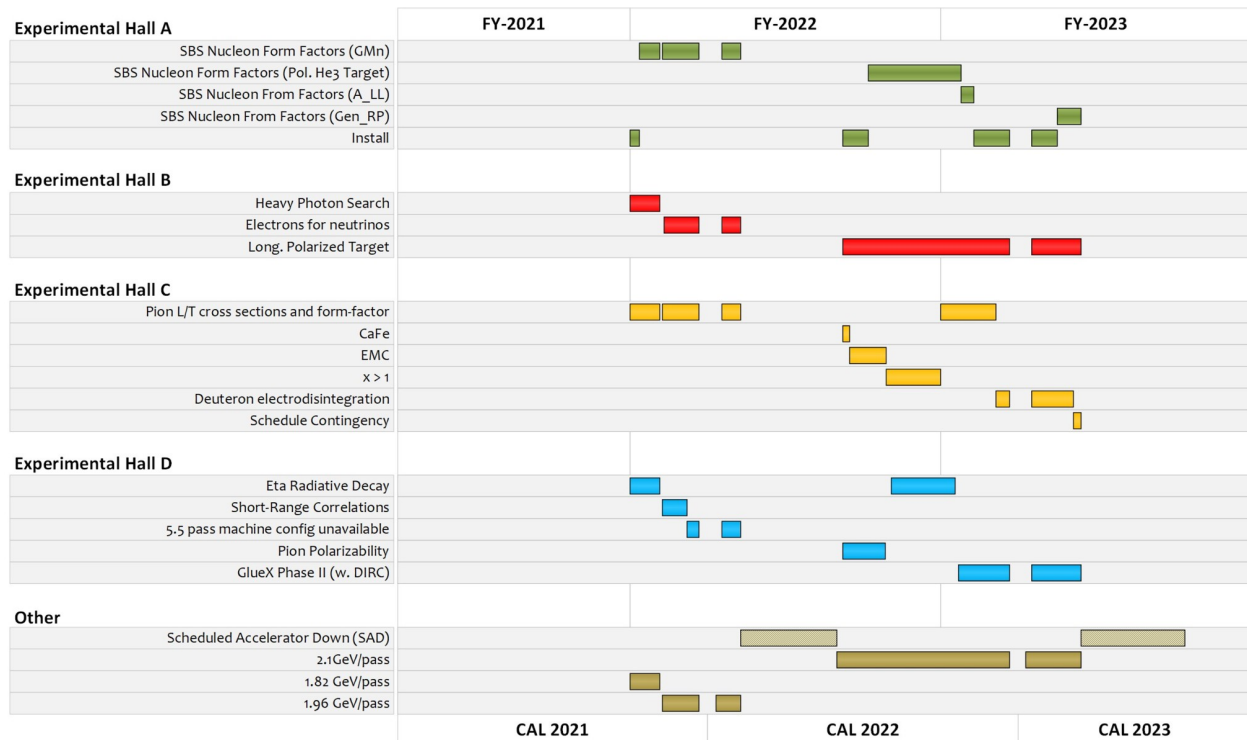 Experimental Hall A
FY-2021 FY-2022 FY-2023
SBS Nucleon Form Factors (GMn)
SBS Nucleon Form Factors (Pol. He3 Target)
SBS Nucleon From Factors (A_LL)
SBS Nucleon From Factors (Gen_RP)
Install
Experimental Hall B
Heavy Photon Search
Electrons for neutrinos
Long. Polarized Target
Experimental Hall C
Pion L/T cross sections and form-factor
CaFe
EMC
x > 1
Deuteron electrodisintegration
Schedule Contingency
Experimental Hall D
Eta Radiative Decay
Short-Range Correlations
5.5 pass machine config unavailable
Pion Polarizability
GlueX Phase II (w. DIRC)
Other
Scheduled Accelerator Down (SAD)
2.1GeV/pass
1.82 GeV/pass
1.96 GeV/pass
CAL 2021 CAL 2022 CAL 2023